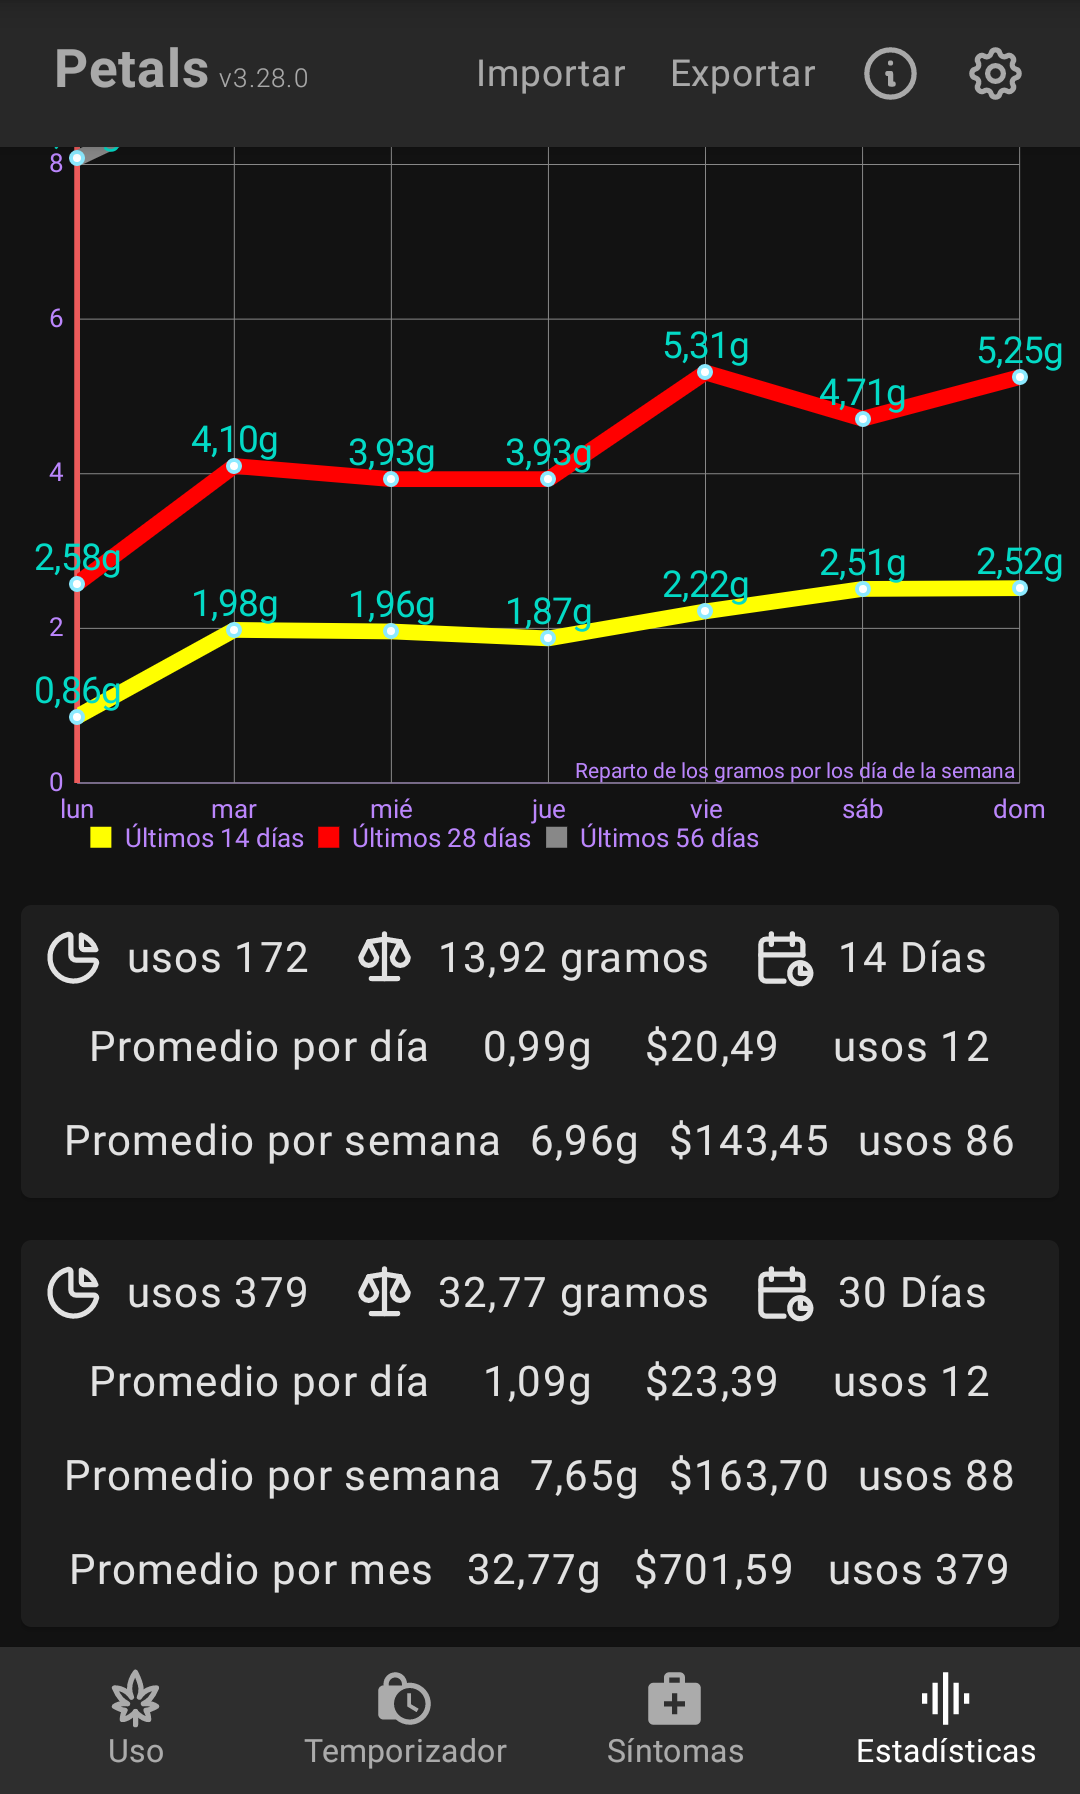 Petals v3.28.0 Importar Exportar
8
6
5,31g 5,25g
4,71g
4,10g 3,93g 3,93g
4
2,58g
2,51g 2,52g
2,22g
1,98g 1,96g 1,87g
2
0,86g
Reparto de los gramos por los día de la semana
0
lun mar mié jue vie sáb dom
Últimos 14 días Últimos 28 días Últimos 56 días
usos 172 13,92 gramos 14 Días
Promedio por día 0,99g $20,49 usos 12
Promedio por semana 6,96g $143,45 usos 86
usos 379 32,77 gramos 30 Días
Promedio por día 1,09g $23,39 usos 12
Promedio por semana 7,65g $163,70 usos 88
Promedio por mes 32,77g $701,59 usos 379
Uso Temporizador Síntomas Estadísticas